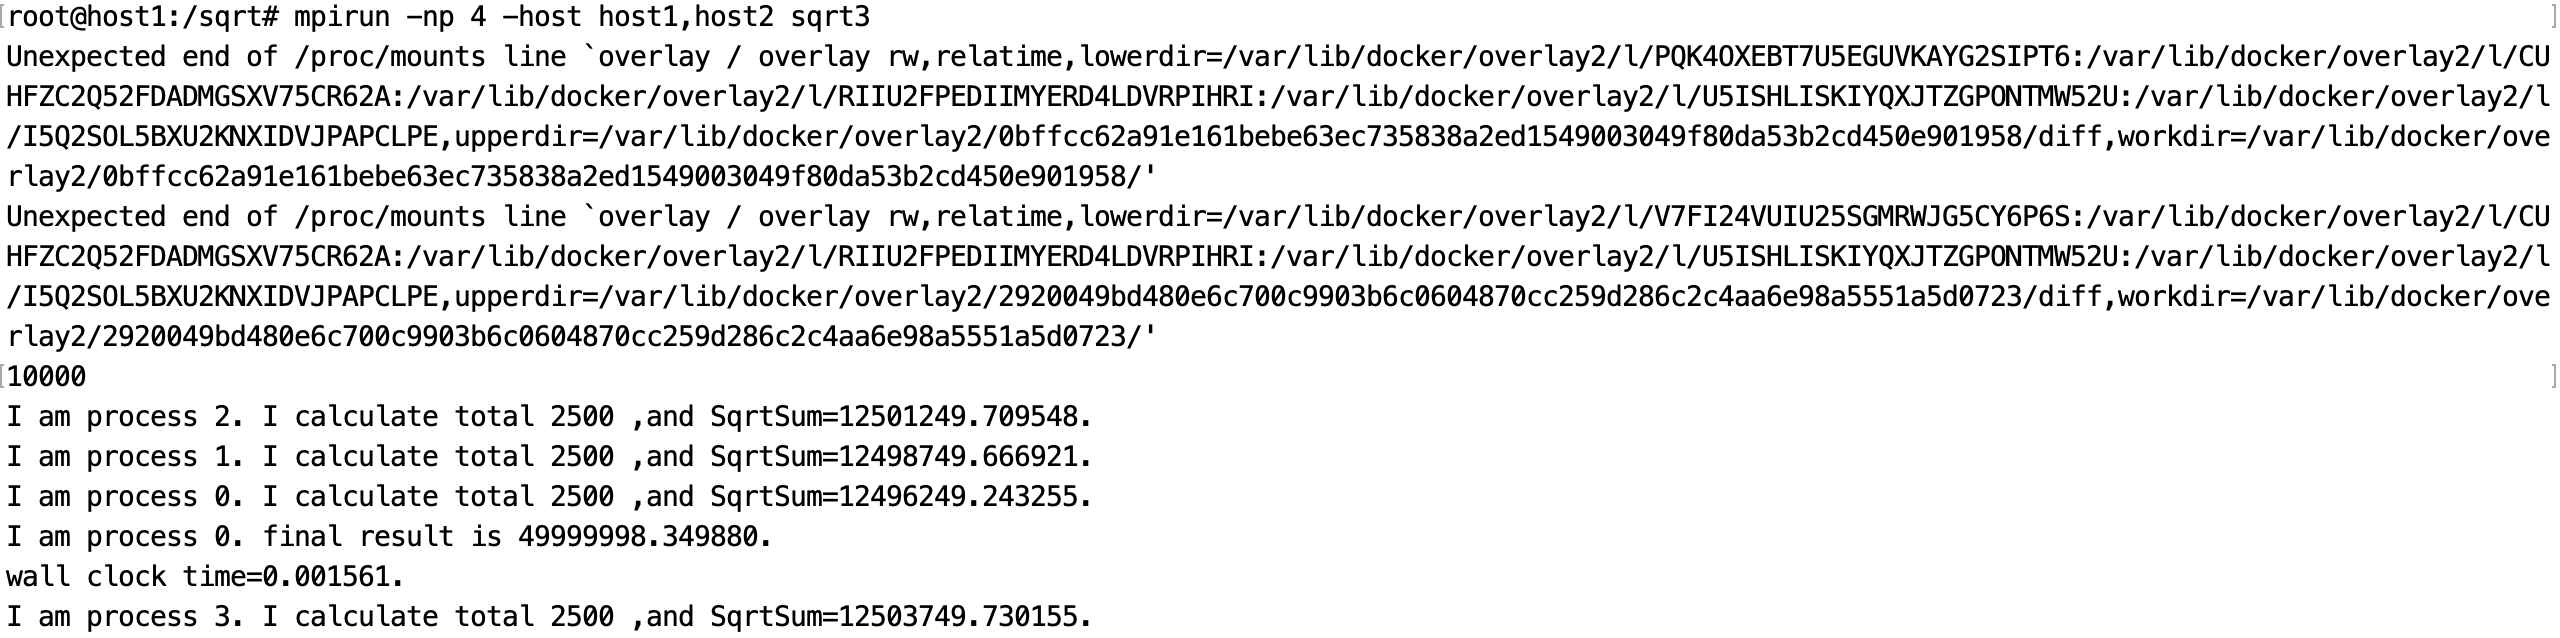 [root@host1:/sqrt# mpirun -np 4 -host host1,host2 sqrt3 ]
Unexpected end of /proc/mounts line `overlay / overlay rw,relatime,lowerdir=/var/lib/docker/overlay2/l/PQK4OXEBT7U5EGUVKAYG2SIPT6:/var/lib/docker/overlay2/l/CU
HFZC2Q52FDADMGSXV75CR62A:/var/lib/docker/overlay2/l/RIIU2FPEDIIMYERD4LDVRPIHRI:/var/lib/docker/overlay2/l/U5ISHLISKIYQXJTZGPONTMW52U:/var/lib/docker/overlay2/l
/I5Q2SOL5BXU2KNXIDVJPAPCLPE,upperdir=/var/lib/docker/overlay2/0bffcc62a91e161bebe63ec735838a2ed1549003049f80da53b2cd450e901958/diff,workdir=/var/lib/docker/ove
rlay2/0bffcc62a91e161bebe63ec735838a2ed1549003049f80da53b2cd450e901958/'
Unexpected end of /proc/mounts line `overlay / overlay rw,relatime,lowerdir=/var/lib/docker/overlay2/l/V7FI24VUIU25SGMRWJG5CY6P6S:/var/lib/docker/overlay2/l/CU
HFZC2Q52FDADMGSXV75CR62A:/var/lib/docker/overlay2/l/RIIU2FPEDIIMYERD4LDVRPIHRI:/var/lib/docker/overlay2/l/U5ISHLISKIYQXJTZGPONTMW52U:/var/lib/docker/overlay2/l
/I5Q2SOL5BXU2KNXIDVJPAPCLPE,upperdir=/var/lib/docker/overlay2/2920049bd480e6c700c9903b6c0604870cc259d286c2c4aa6e98a5551a5d0723/diff,workdir=/var/lib/docker/ove
rlay2/2920049bd480e6c700c9903b6c0604870cc259d286c2c4aa6e98a5551a5d0723/'
[10000 ]
I am process 2. I calculate total 2500 ,and SqrtSum=12501249.709548.
I am process 1. I calculate total 2500 ,and SqrtSum=12498749.666921.
I am process 0. I calculate total 2500 ,and SqrtSum=12496249.243255.
I am process 0. final result is 49999998.349880.
wall clock time=0.001561.
I am process 3. I calculate total 2500 ,and SqrtSum=12503749.730155.